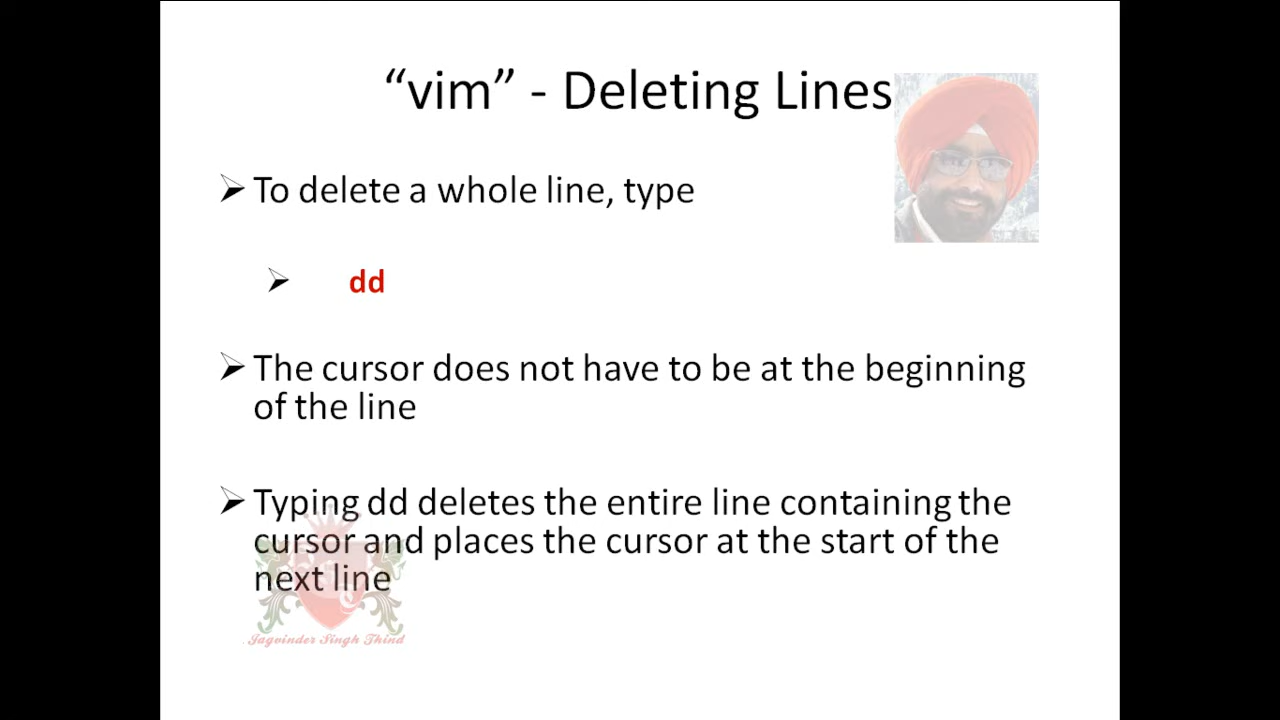 “vim” - Deleting Lines
To delete a whole line, type
dd
The cursor does not have to be at the beginning
of the line
Typing dd deletes the entire line containing the
cursor and places the cursor at the start of the
next line
Jagvinder Singh Thind